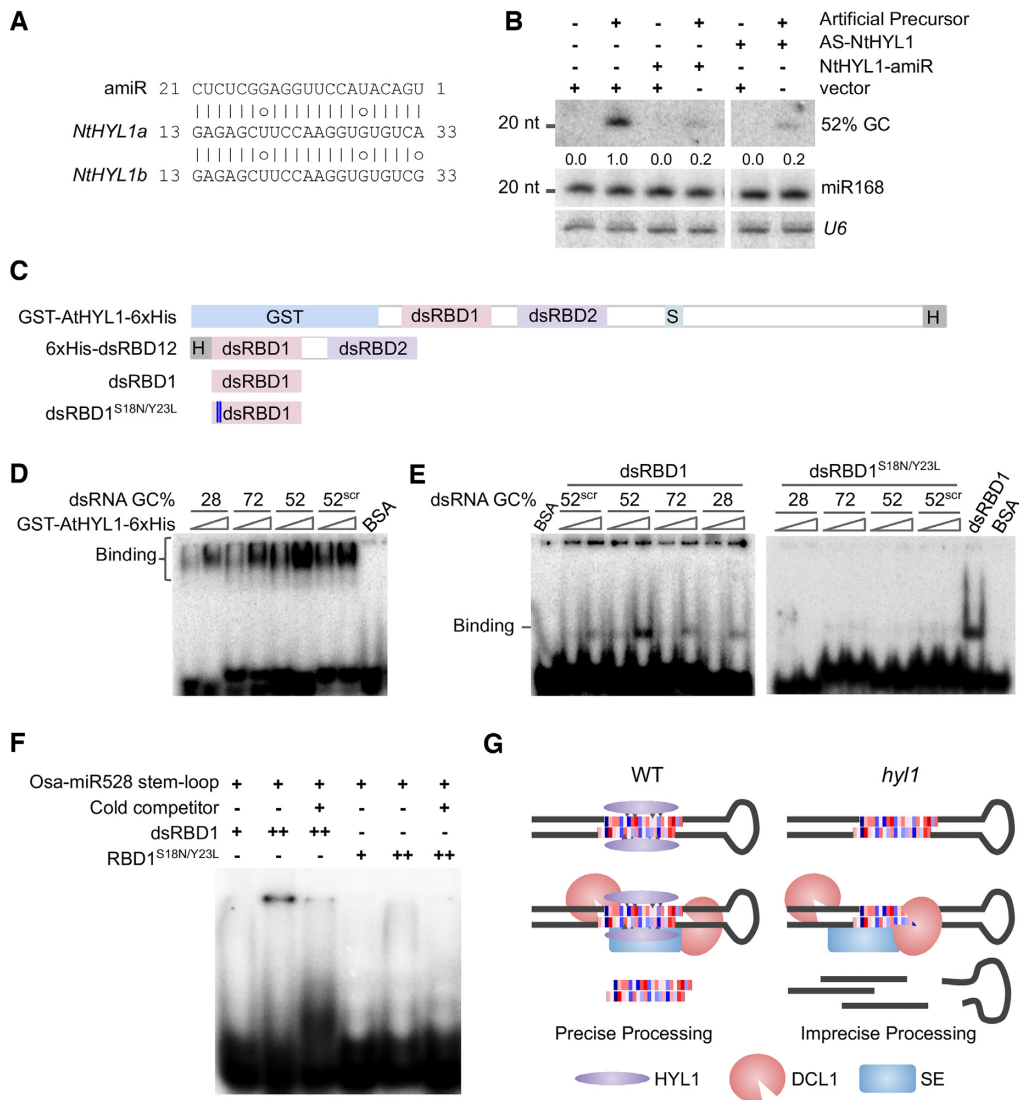 A
amiR 21 CUCUCGGAGGUUCCAUACAGU 1
NtHYL1a 13 GAGAGCUUCCAAGGUGUGUCA 33
NtHYL1b 13 GAGAGCUUCCAAGGUGUGUCG 33
B
- + - + - + Artificial Precursor
- - - - + + AS-NtHYL1
- - + + - - NtHYL1-amiR
+ + + - + - vector
20 nt 52% GC
0.0 1.0 0.0 0.2 0.0 0.2
20 nt miR168
U6
C
GST-AtHYL1-6xHis GST dsRBD1 dsRBD2 S H
6xHis-dsRBD12 H dsRBD1 dsRBD2
dsRBD1 dsRBD1
dsRBD1S18N/Y23L dsRBD1
D
dsRNA GC% 28 72 52 52scr BSA
GST-AtHYL1-6xHis
Binding
E
dsRBD1 dsRBD1S18N/Y23L
dsRNA GC% BSA 52scr 52 72 28 28 72 52 52scr dsRBD1 BSA
Binding
F
Osa-miR528 stem-loop + + + + + +
Cold competitor - - + - - +
dsRBD1 + ++ ++ - - -
RBD1S18N/Y23L - - - + ++ ++
G
WT hyl1
Precise Processing Imprecise Processing
HYL1 DCL1 SE